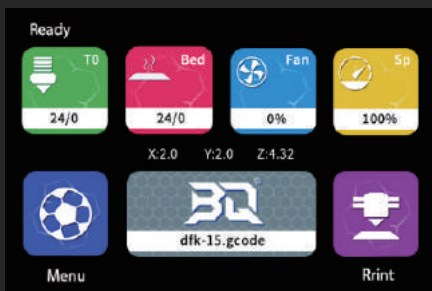 Ready
T0 Bed Fan Sp
24/0 24/0 0% 100%
X:2.0 Y:2.0 Z:4.32
BQ
dfk-15.gcode
Menu Rrint